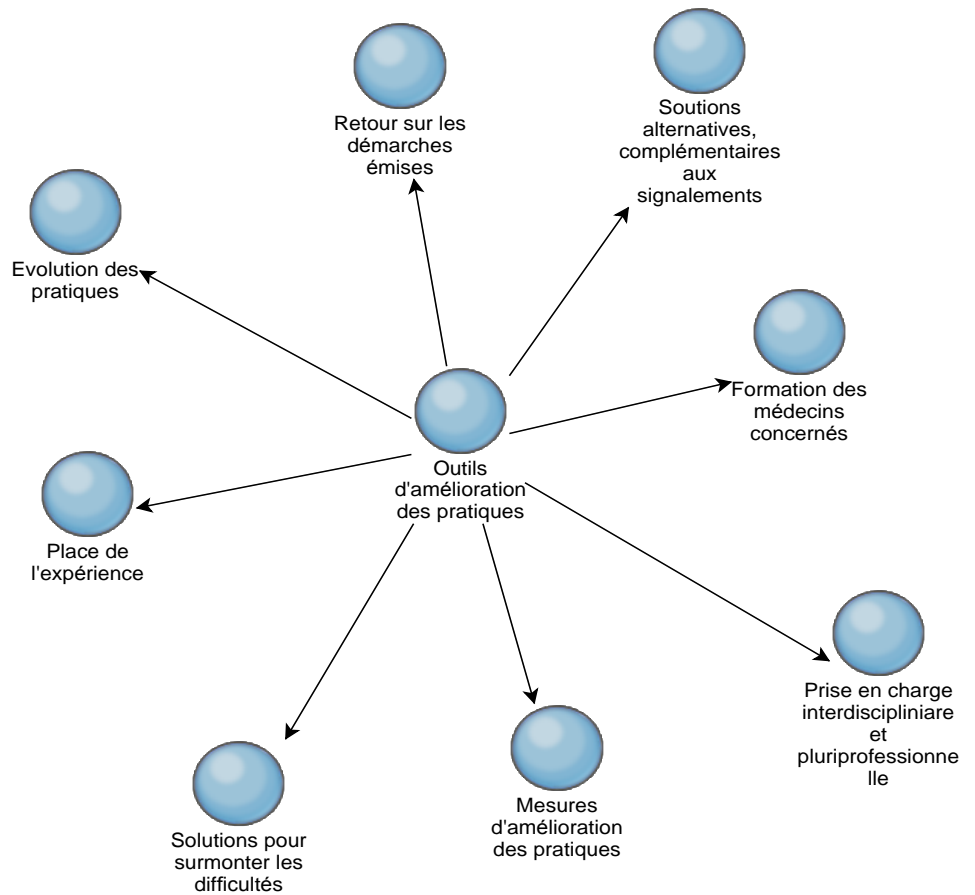 Soutions
alternatives,
complémentaires
aux
signalements
Retour sur les
démarches
émises
Evolution des
pratiques
Formation des
médecins
concernés
Outils
d'amélioration
des pratiques
Place de
l'expérience
Prise en charge
interdiscipliniare
et
pluriprofessionne
lle
Mesures
d'amélioration
des pratiques
Solutions pour
surmonter les
difficultés